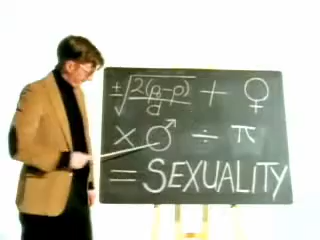 ±√2(p-p)/d + ♀
× ♂ ÷ π
= SEXUALITY